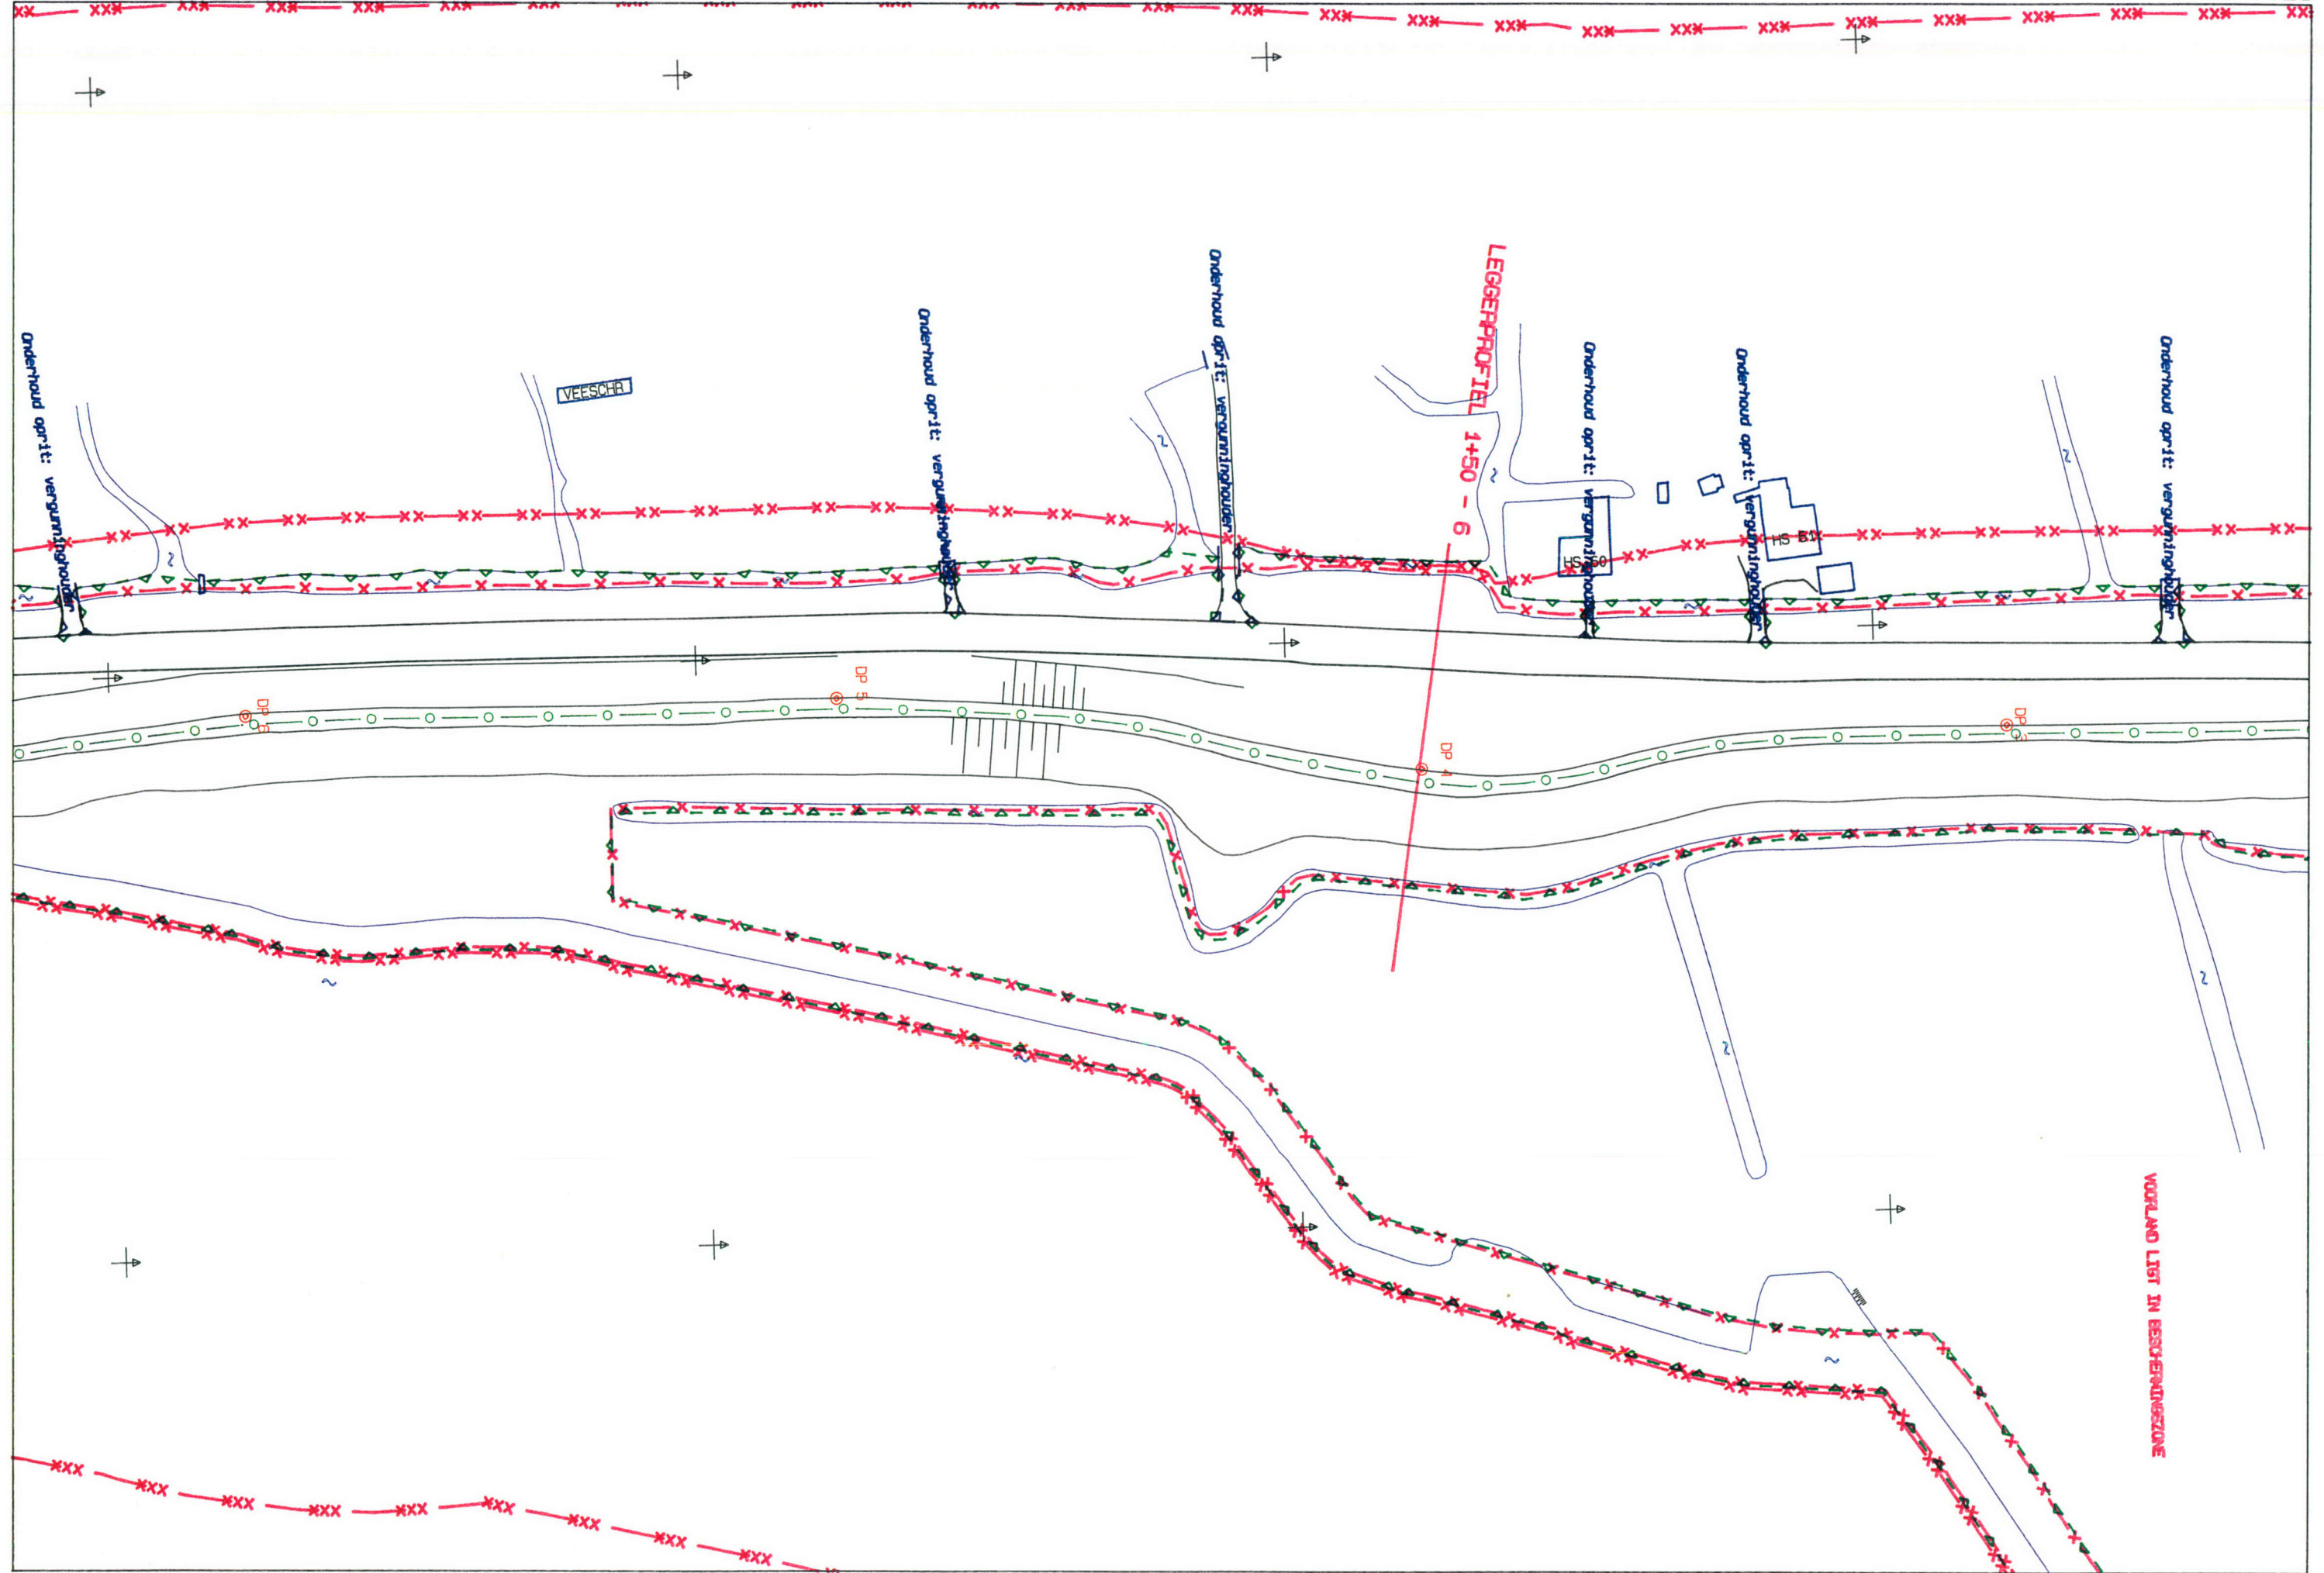 Onderhoud oprit: vergunninghouder
VEESCHR
Onderhoud oprit: vergunninghouder
Onderhoud oprit: vergunninghouder
LEGGERPROFIEL 1+50 - 6
Onderhoud oprit: vergunninghouder
HS 50
Onderhoud oprit: vergunninghouder
HS 51
Onderhoud oprit: vergunninghouder
DP 6
DP 5
DP 4
DP 3
VOORLAND LIGT IN BESCHERMINGSZONE